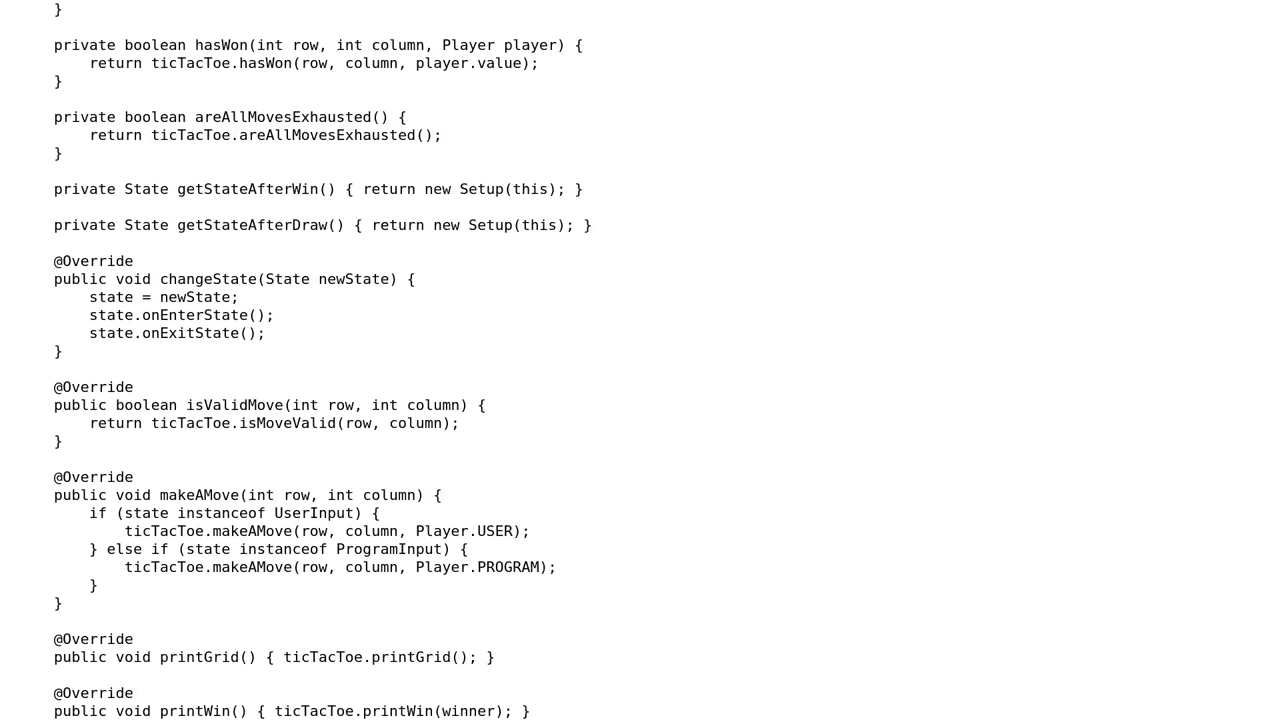 }
private boolean hasWon(int row, int column, Player player) {
return ticTacToe.hasWon(row, column, player.value);
}
private boolean areAllMovesExhausted() {
return ticTacToe.areAllMovesExhausted();
}
private State getStateAfterWin() { return new Setup(this); }
private State getStateAfterDraw() { return new Setup(this); }
@Override
public void changeState(State newState) {
state = newState;
state.onEnterState();
state.onExitState();
}
@Override
public boolean isValidMove(int row, int column) {
return ticTacToe.isMoveValid(row, column);
}
@Override
public void makeAMove(int row, int column) {
if (state instanceof UserInput) {
ticTacToe.makeAMove(row, column, Player.USER);
} else if (state instanceof ProgramInput) {
ticTacToe.makeAMove(row, column, Player.PROGRAM);
}
}
@Override
public void printGrid() { ticTacToe.printGrid(); }
@Override
public void printWin() { ticTacToe.printWin(winner); }